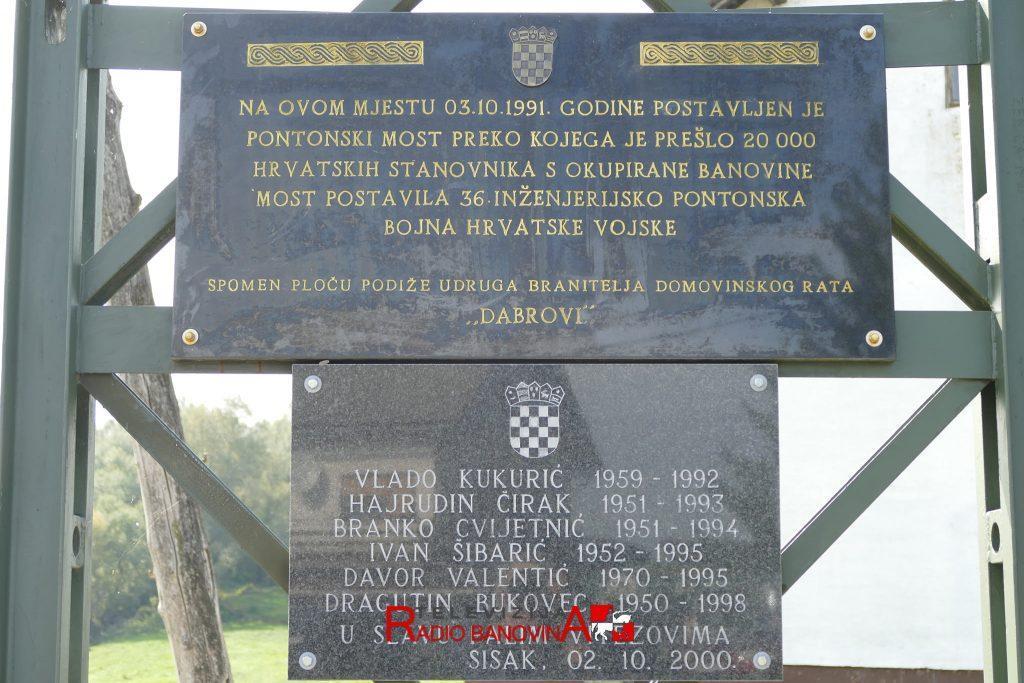 NA OVOM MJESTU 03.10.1991. GODINE POSTAVLJEN JE
PONTONSKI MOST PREKO KOJEGA JE PREŠLO 20 000
HRVATSKIH STANOVNIKA S OKUPIRANE BANOVINE
MOST POSTAVILA 36.INŽENJERIJSKO PONTONSKA
BOJNA HRVATSKE VOJSKE
SPOMEN PLOČU PODIŽE UDRUGA BRANITELJA DOMOVINSKOG RATA
„DABROVI"
VLADO KUKURIĆ 1959 - 1992
HAJRUDIN ČIRAK 1951 - 1993
BRANKO CVIJETNIĆ 1951 - 1994
IVAN ŠIBARIĆ 1952 - 1995
DAVOR VALENTIĆ 1970 - 1995
DRAGUTIN BUKOVEC 1950 - 1998
RADIO BANOVINA
U
SISAK, 02. 10. 2000.